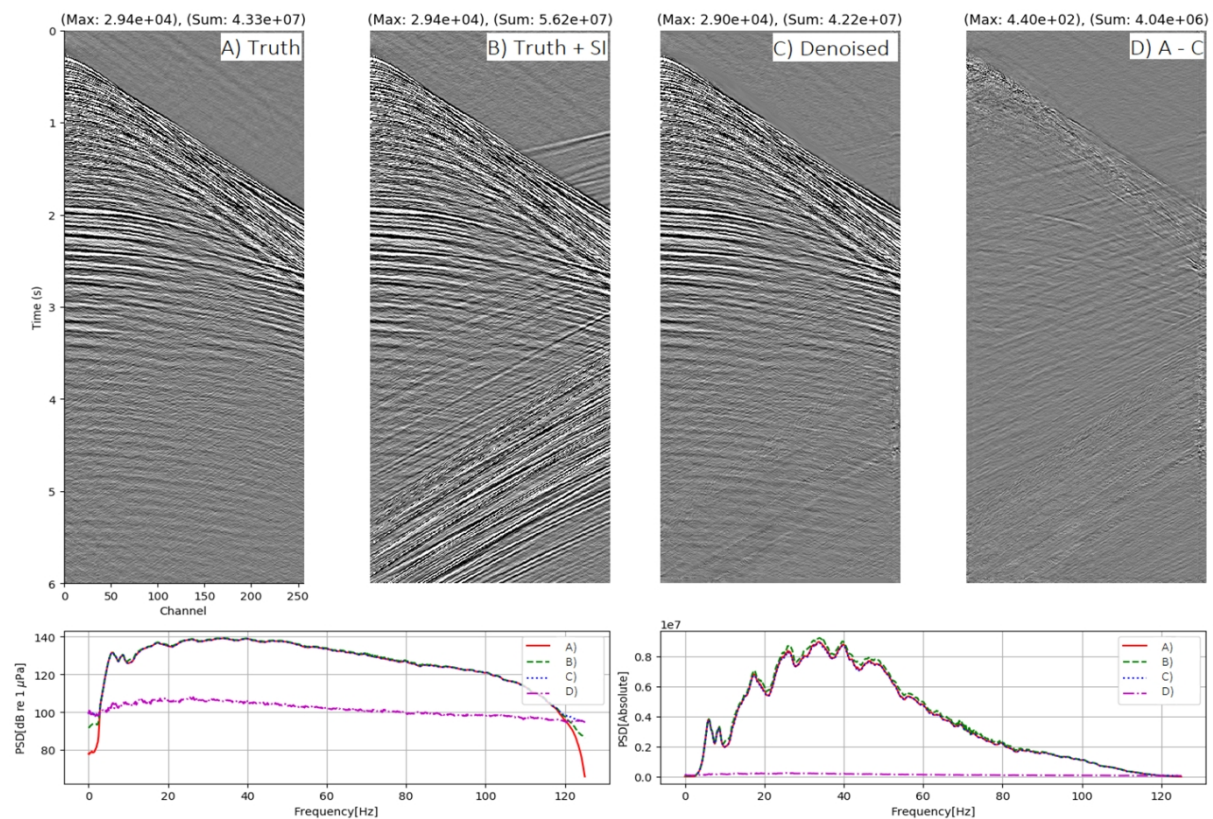 (Max: 2.94e+04), (Sum: 4.33e+07)
(Max: 2.94e+04), (Sum: 5.62e+07)
(Max: 2.90e+04), (Sum: 4.22e+07)
(Max: 4.40e+02), (Sum: 4.04e+06)
A) Truth
B) Truth + SI
C) Denoised
D) A - C
0
1
2
3
4
5
6
Time (s)
0 50 100 150 200 250
Channel
140
120
100
80
PSD[dB re 1 μPa]
0 20 40 60 80 100 120
Frequency[Hz]
A)
B)
C)
D)
1e7
0.8
0.6
0.4
0.2
0.0
PSD[Absolute]
0 20 40 60 80 100 120
Frequency[Hz]
A)
B)
C)
D)